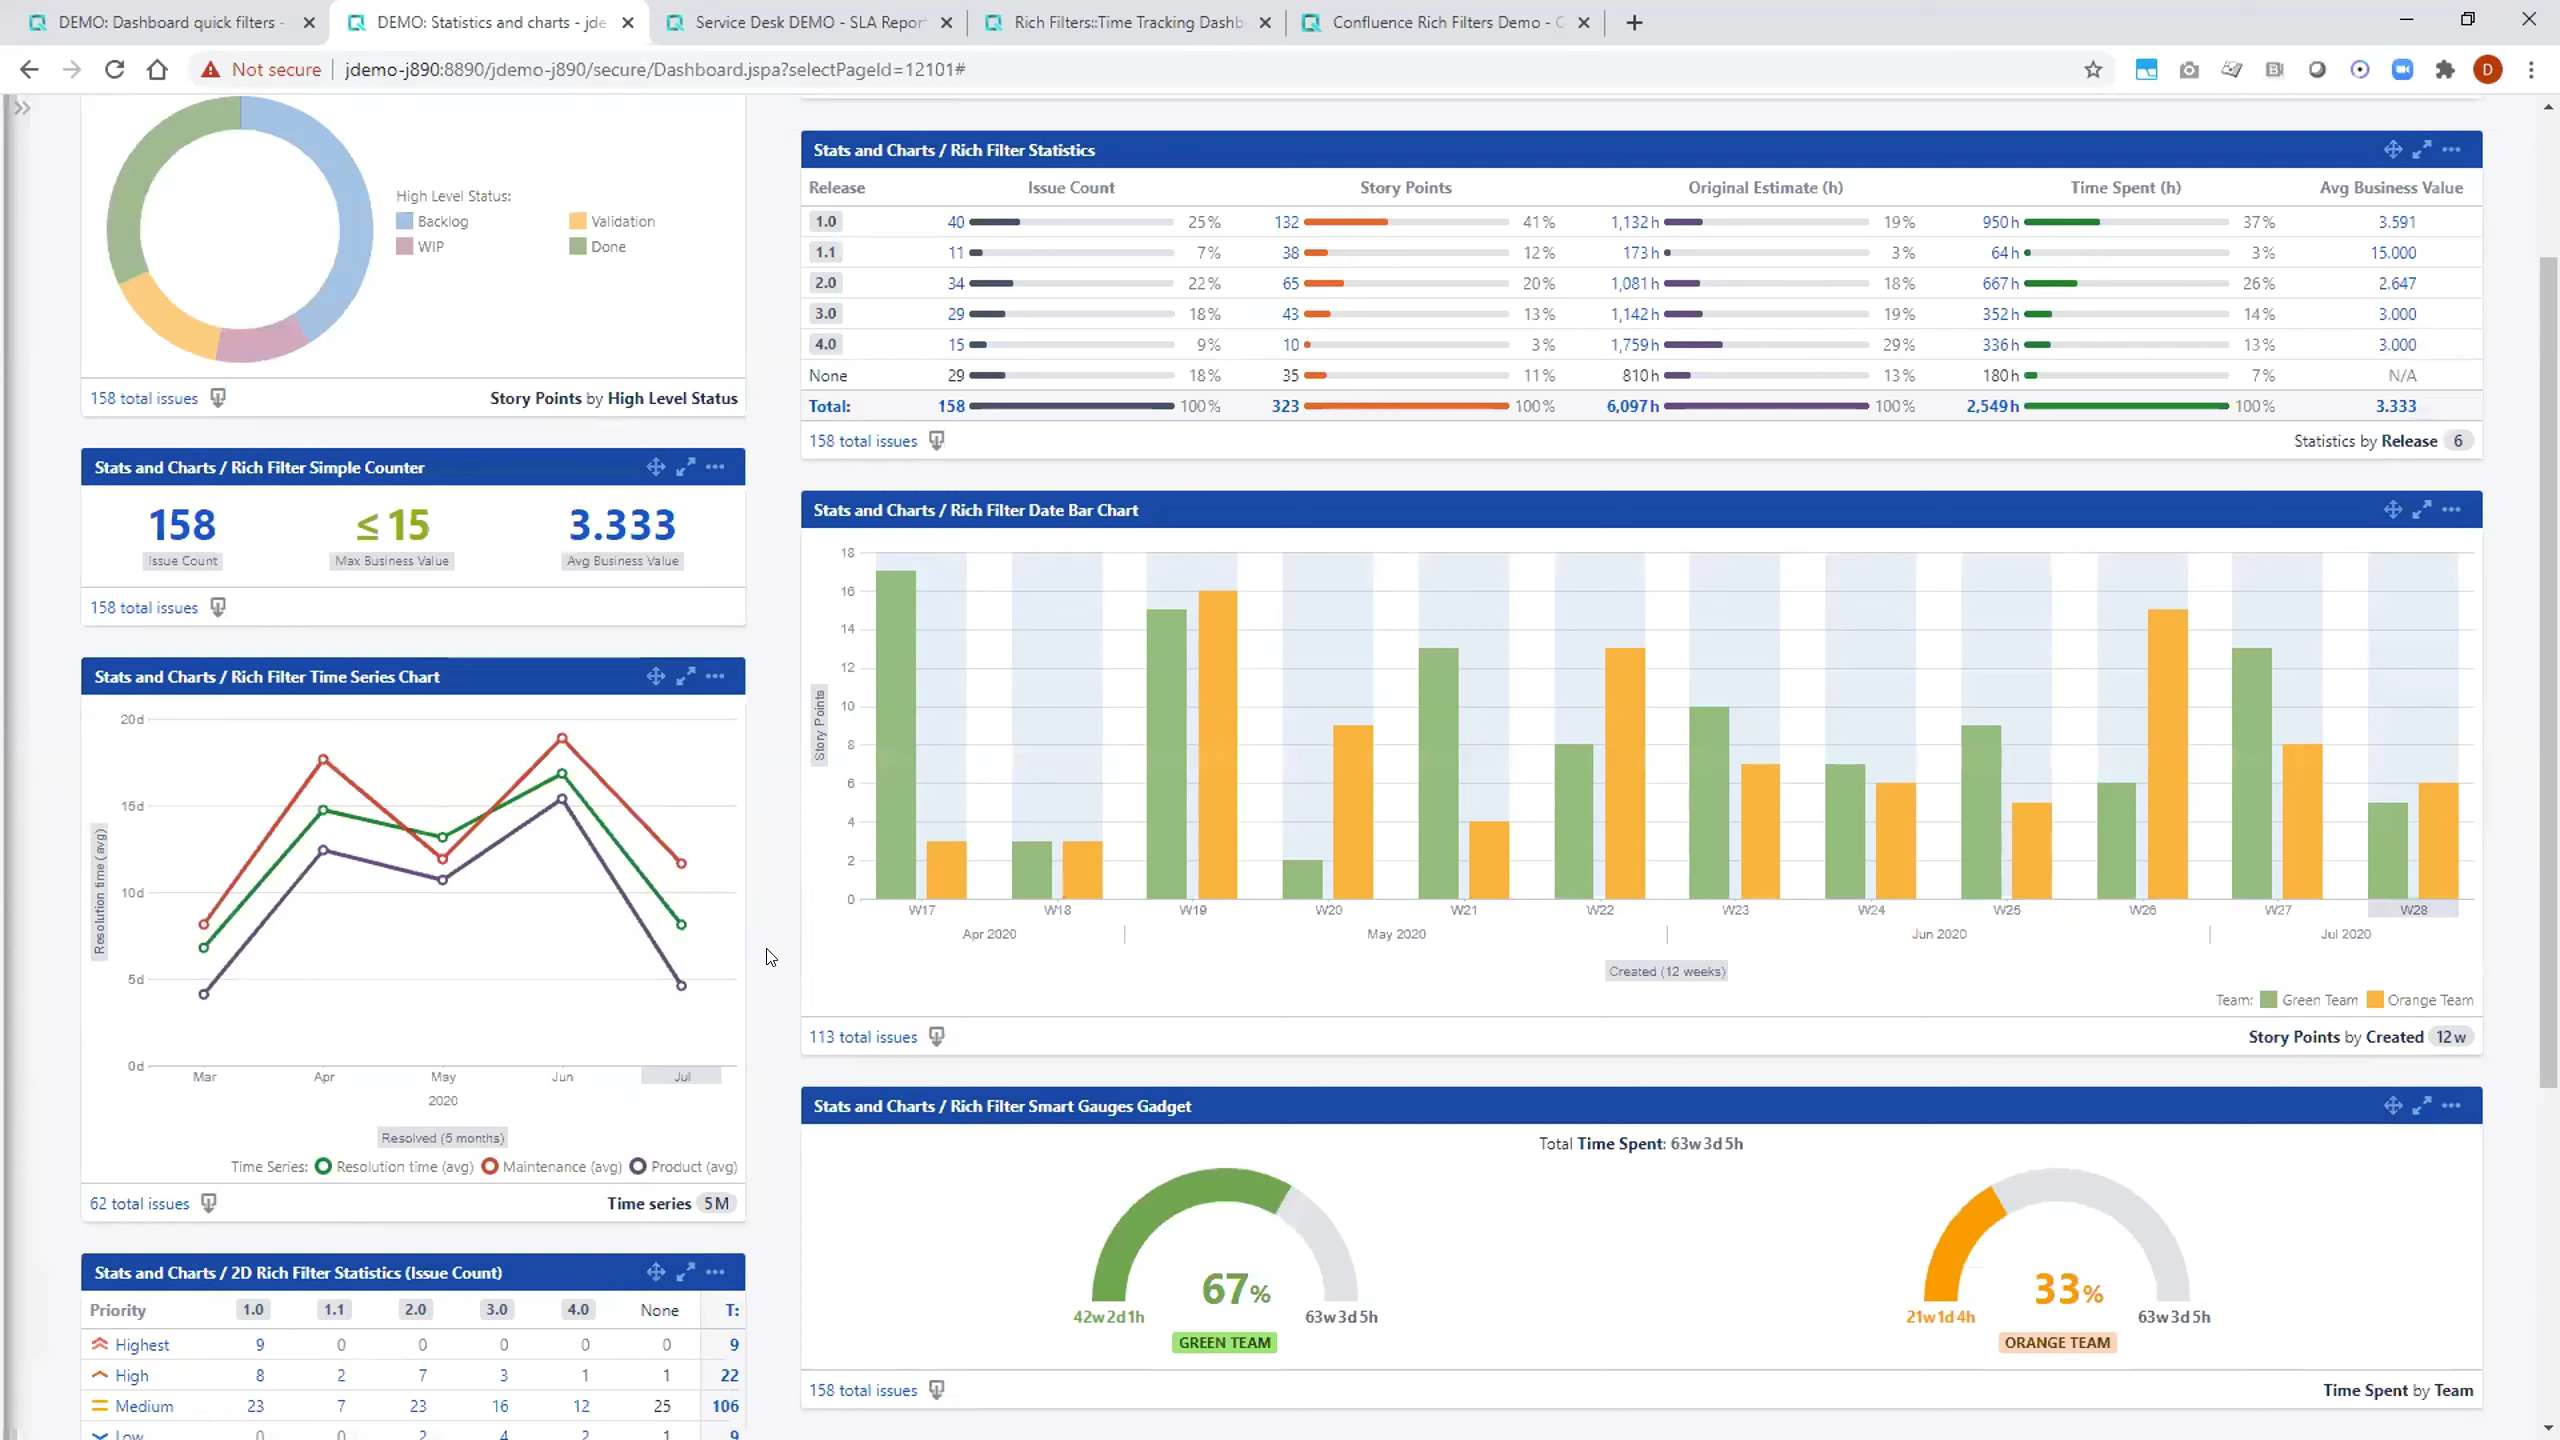 DEMO: Dashboard quick filters -
DEMO: Statistics and charts - jde
Service Desk DEMO - SLA Repor
Rich Filters::Time Tracking Dashb
Confluence Rich Filters Demo - C
Not secure
jdemo-j890:8890/jdemo-j890/secure/Dashboard.jspa?selectPageId=12101#
D
High Level Status:
Backlog Validation
WIP Done
158 total issues
Story Points by High Level Status
Stats and Charts / Rich Filter Simple Counter
158 ≤ 15 3.333
Issue Count Max Business Value Avg Business Value
158 total issues
Stats and Charts / Rich Filter Time Series Chart
20d
15d
10d
5d
0d
Resolution time (avg)
Mar Apr May Jun Jul
2020
Resolved (5 months)
Time Series: Resolution time (avg) Maintenance (avg) Product (avg)
62 total issues
Time series 5M
Stats and Charts / 2D Rich Filter Statistics (Issue Count)
Priority 1.0 1.1 2.0 3.0 4.0 None T:
Highest 9 0 0 0 0 0 9
High 8 2 7 3 1 1 22
Medium 23 7 23 16 12 25 106
Low 0 0 2 4 2 1 9
Stats and Charts / Rich Filter Statistics
Release Issue Count Story Points Original Estimate (h) Time Spent (h) Avg Business Value
1.0 40 25% 132 41% 1,132h 19% 950h 37% 3.591
1.1 11 7% 38 12% 173h 3% 64h 3% 15.000
2.0 34 22% 65 20% 1,081h 18% 667h 26% 2.647
3.0 29 18% 43 13% 1,142h 19% 352h 14% 3.000
4.0 15 9% 10 3% 1,759h 29% 336h 13% 3.000
None 29 18% 35 11% 810h 13% 180h 7% N/A
Total: 158 100% 323 100% 6,097h 100% 2,549h 100% 3.333
158 total issues
Statistics by Release 6
Stats and Charts / Rich Filter Date Bar Chart
18
16
14
12
10
8
6
4
2
0
Story Points
W17 W18 W19 W20 W21 W22 W23 W24 W25 W26 W27 W28
Apr 2020 May 2020 Jun 2020 Jul 2020
Created (12 weeks)
Team: Green Team Orange Team
113 total issues
Story Points by Created 12w
Stats and Charts / Rich Filter Smart Gauges Gadget
Total Time Spent: 63w3d5h
67% 33%
42w2d1h 63w3d5h 21w1d4h 63w3d5h
GREEN TEAM ORANGE TEAM
158 total issues
Time Spent by Team